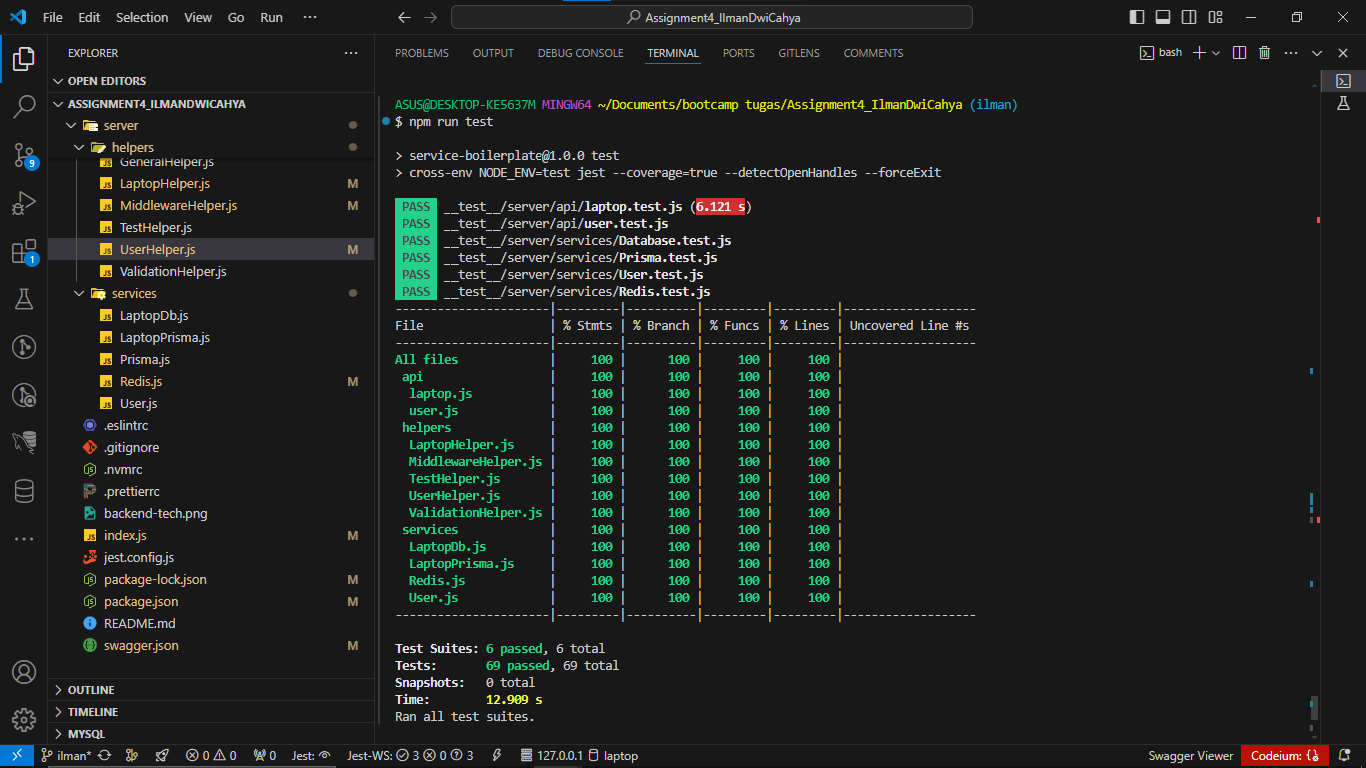 File Edit Selection View Go Run ··· Assignment4_IlmanDwiCahya
EXPLORER
OPEN EDITORS
ASSIGNMENT4_ILMANDWICAHYA
server
helpers
GeneralHelper.js
LaptopHelper.js M
MiddlewareHelper.js M
TestHelper.js
UserHelper.js M
ValidationHelper.js
services
LaptopDb.js
LaptopPrisma.js
Prisma.js
Redis.js M
User.js
.eslintrc
.gitignore
.nvmrc
.prettierrc
backend-tech.png
index.js M
jest.config.js
package-lock.json M
package.json M
README.md
swagger.json M
OUTLINE
TIMELINE
MYSQL
9
1
PROBLEMS OUTPUT DEBUG CONSOLE TERMINAL PORTS GITLENS COMMENTS bash
ASUS@DESKTOP-KE5637M MINGW64 ~/Documents/bootcamp tugas/Assignment4_IlmanDwiCahya (ilman)
$ npm run test
> service-boilerplate@1.0.0 test
> cross-env NODE_ENV=test jest --coverage=true --detectOpenHandles --forceExit
PASS __test__/server/api/laptop.test.js (6.121 s)
PASS __test__/server/api/user.test.js
PASS __test__/server/services/Database.test.js
PASS __test__/server/services/Prisma.test.js
PASS __test__/server/services/User.test.js
PASS __test__/server/services/Redis.test.js
----------------------|---------|----------|---------|---------|-------------------
File | % Stmts | % Branch | % Funcs | % Lines | Uncovered Line #s
----------------------|---------|----------|---------|---------|-------------------
All files | 100 | 100 | 100 | 100 |
api | 100 | 100 | 100 | 100 |
laptop.js | 100 | 100 | 100 | 100 |
user.js | 100 | 100 | 100 | 100 |
helpers | 100 | 100 | 100 | 100 |
LaptopHelper.js | 100 | 100 | 100 | 100 |
MiddlewareHelper.js | 100 | 100 | 100 | 100 |
TestHelper.js | 100 | 100 | 100 | 100 |
UserHelper.js | 100 | 100 | 100 | 100 |
ValidationHelper.js | 100 | 100 | 100 | 100 |
services | 100 | 100 | 100 | 100 |
LaptopDb.js | 100 | 100 | 100 | 100 |
LaptopPrisma.js | 100 | 100 | 100 | 100 |
Redis.js | 100 | 100 | 100 | 100 |
User.js | 100 | 100 | 100 | 100 |
----------------------|---------|----------|---------|---------|-------------------
Test Suites: 6 passed, 6 total
Tests: 69 passed, 69 total
Snapshots: 0 total
Time: 12.909 s
Ran all test suites.
ilman* 0 0 0 Jest: Jest-WS: 3 0 3 127.0.0.1 laptop Swagger Viewer Codeium: {}